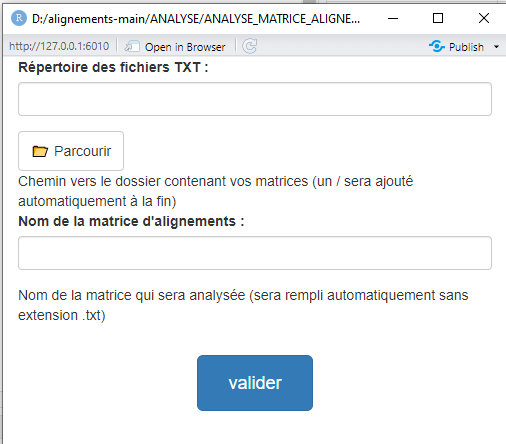 R D:/alignements-main/ANALYSE/ANALYSE_MATRICE_ALIGNE...
http://127.0.0.1:6010 Open in Browser Publish
Répertoire des fichiers TXT :
Parcourir
Chemin vers le dossier contenant vos matrices (un / sera ajouté
automatiquement à la fin)
Nom de la matrice d'alignements :
Nom de la matrice qui sera analysée (sera rempli automatiquement sans
extension .txt)
valider